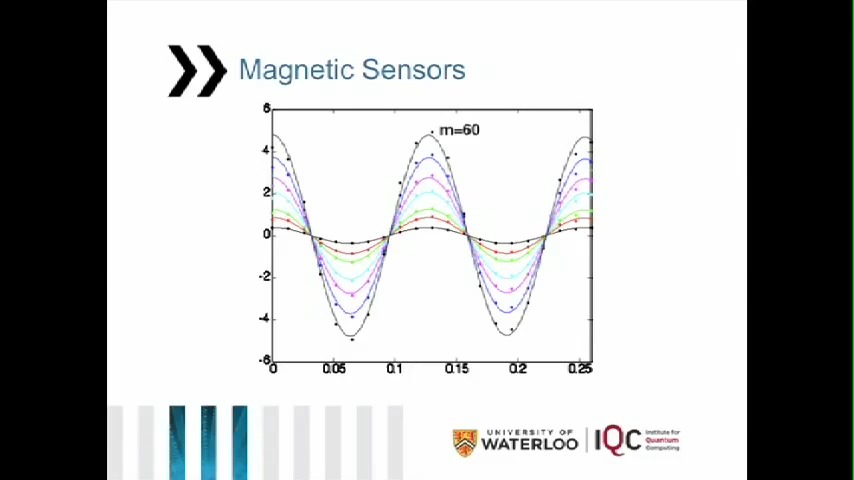 Magnetic Sensors
6
m=60
4
2
0
-2
-4
-6
0 0.05 0.1 0.15 0.2 0.25
UNIVERSITY OF
WATERLOO
IQC
Institute for
Quantum
Computing